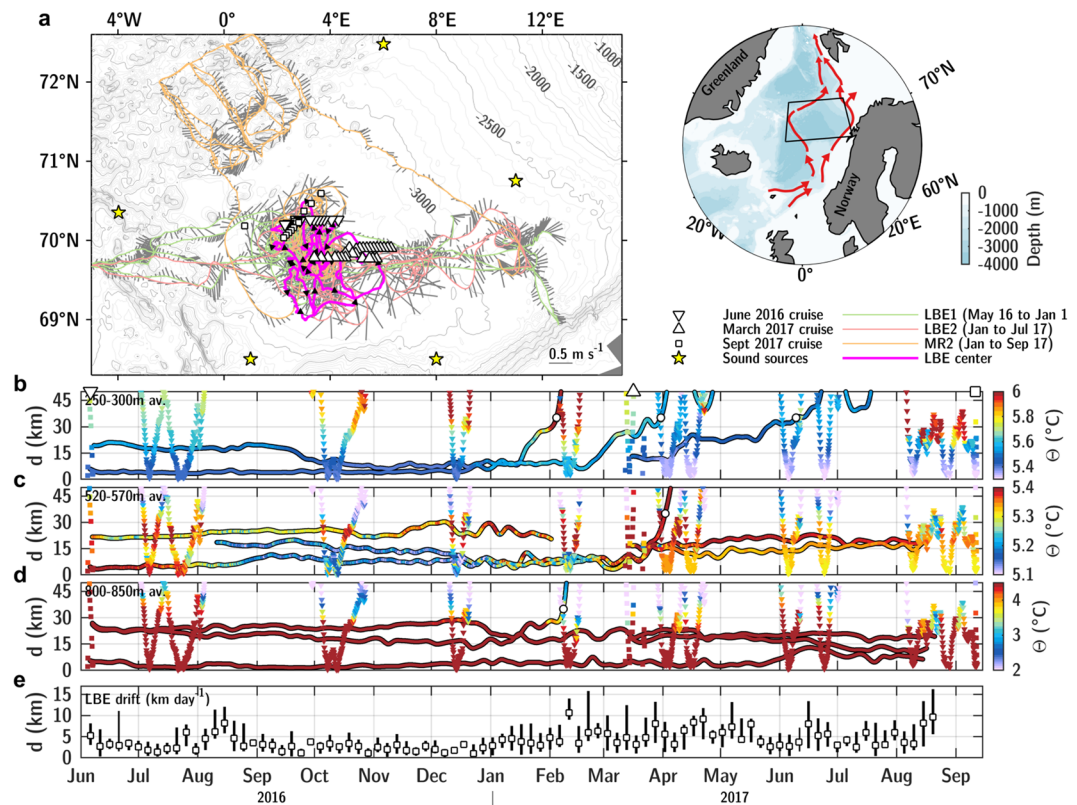 a
4°W 0° 4°E 8°E 12°E
72°N
71°N
70°N
69°N
-1000
-1500
-2000
-2500
-3000
0.5 m s-1
Greenland
Norway
70°N
60°N
20°E
0°
20°W
0
-1000
-2000
-3000
-4000
Depth (m)
June 2016 cruise
March 2017 cruise
Sept 2017 cruise
Sound sources
LBE1 (May 16 to Jan 1
LBE2 (Jan to Jul 17)
MR2 (Jan to Sep 17)
LBE center
b
250-300m av.
d (km)
45
30
15
0
6
5.8
5.6
5.4
Θ (°C)
c
520-570m av.
d (km)
45
30
15
0
5.4
5.3
5.2
5.1
Θ (°C)
d
800-850m av.
d (km)
45
30
15
0
4
3
2
Θ (°C)
e
LBE drift (km day-1)
d (km)
15
10
5
0
Jun Jul Aug Sep Oct Nov Dec Jan Feb Mar Apr May Jun Jul Aug Sep
2016 2017